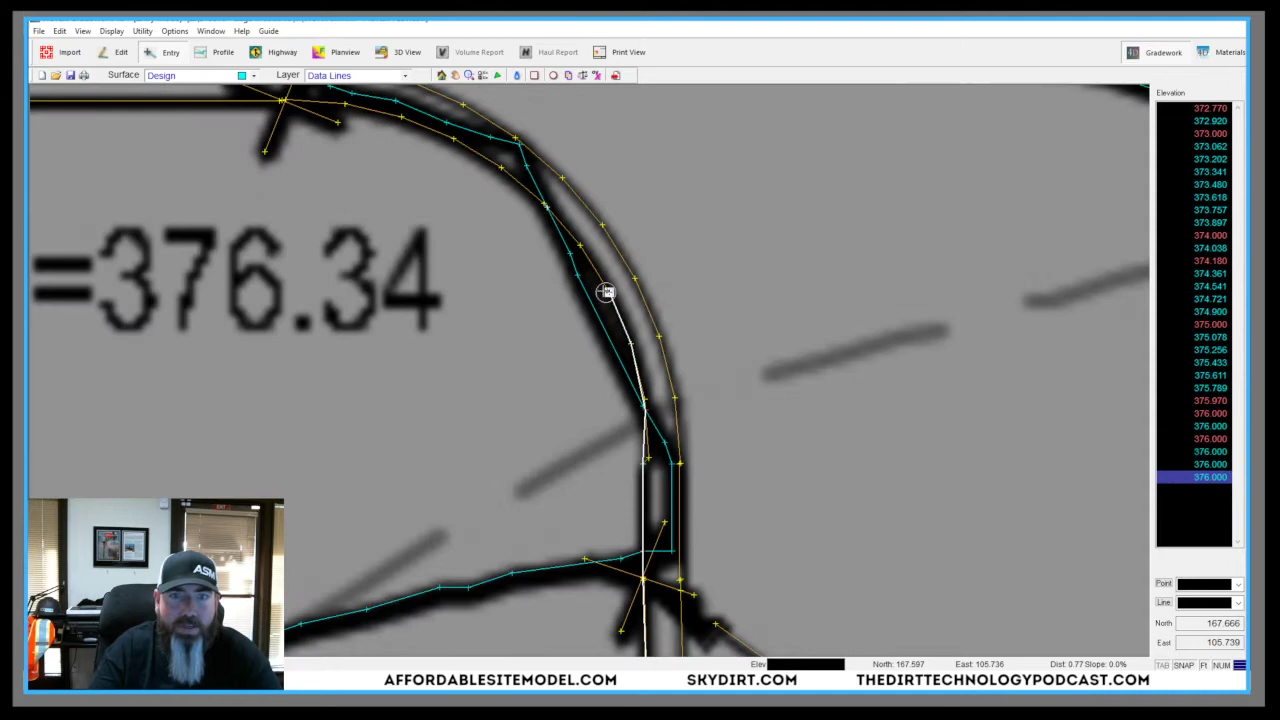 File Edit View Display Utility Options Window Help Guide
Import Edit Entry Profile Highway Planview 3D View Volume Report Haul Report Print View Gradework Materials
Surface Design Layer Data Lines
Elevation
372.770
372.920
373.000
373.062
373.202
373.341
373.480
373.618
373.757
373.897
374.000
374.038
374.180
374.361
374.541
374.721
374.900
375.000
375.078
375.256
375.433
375.611
375.789
375.970
376.000
376.000
376.000
376.000
376.000
376.000
=376.34
ASM
Point
Line
North 167.666
East 105.739
Elev North: 167.597 East: 105.736 Dist: 0.77 Slope: 0.0% TAB SNAP Ft NUM
AFFORDABLESITEMODEL.COM SKYDIRT.COM THEDIRTTECHNOLOGYPODCAST.COM